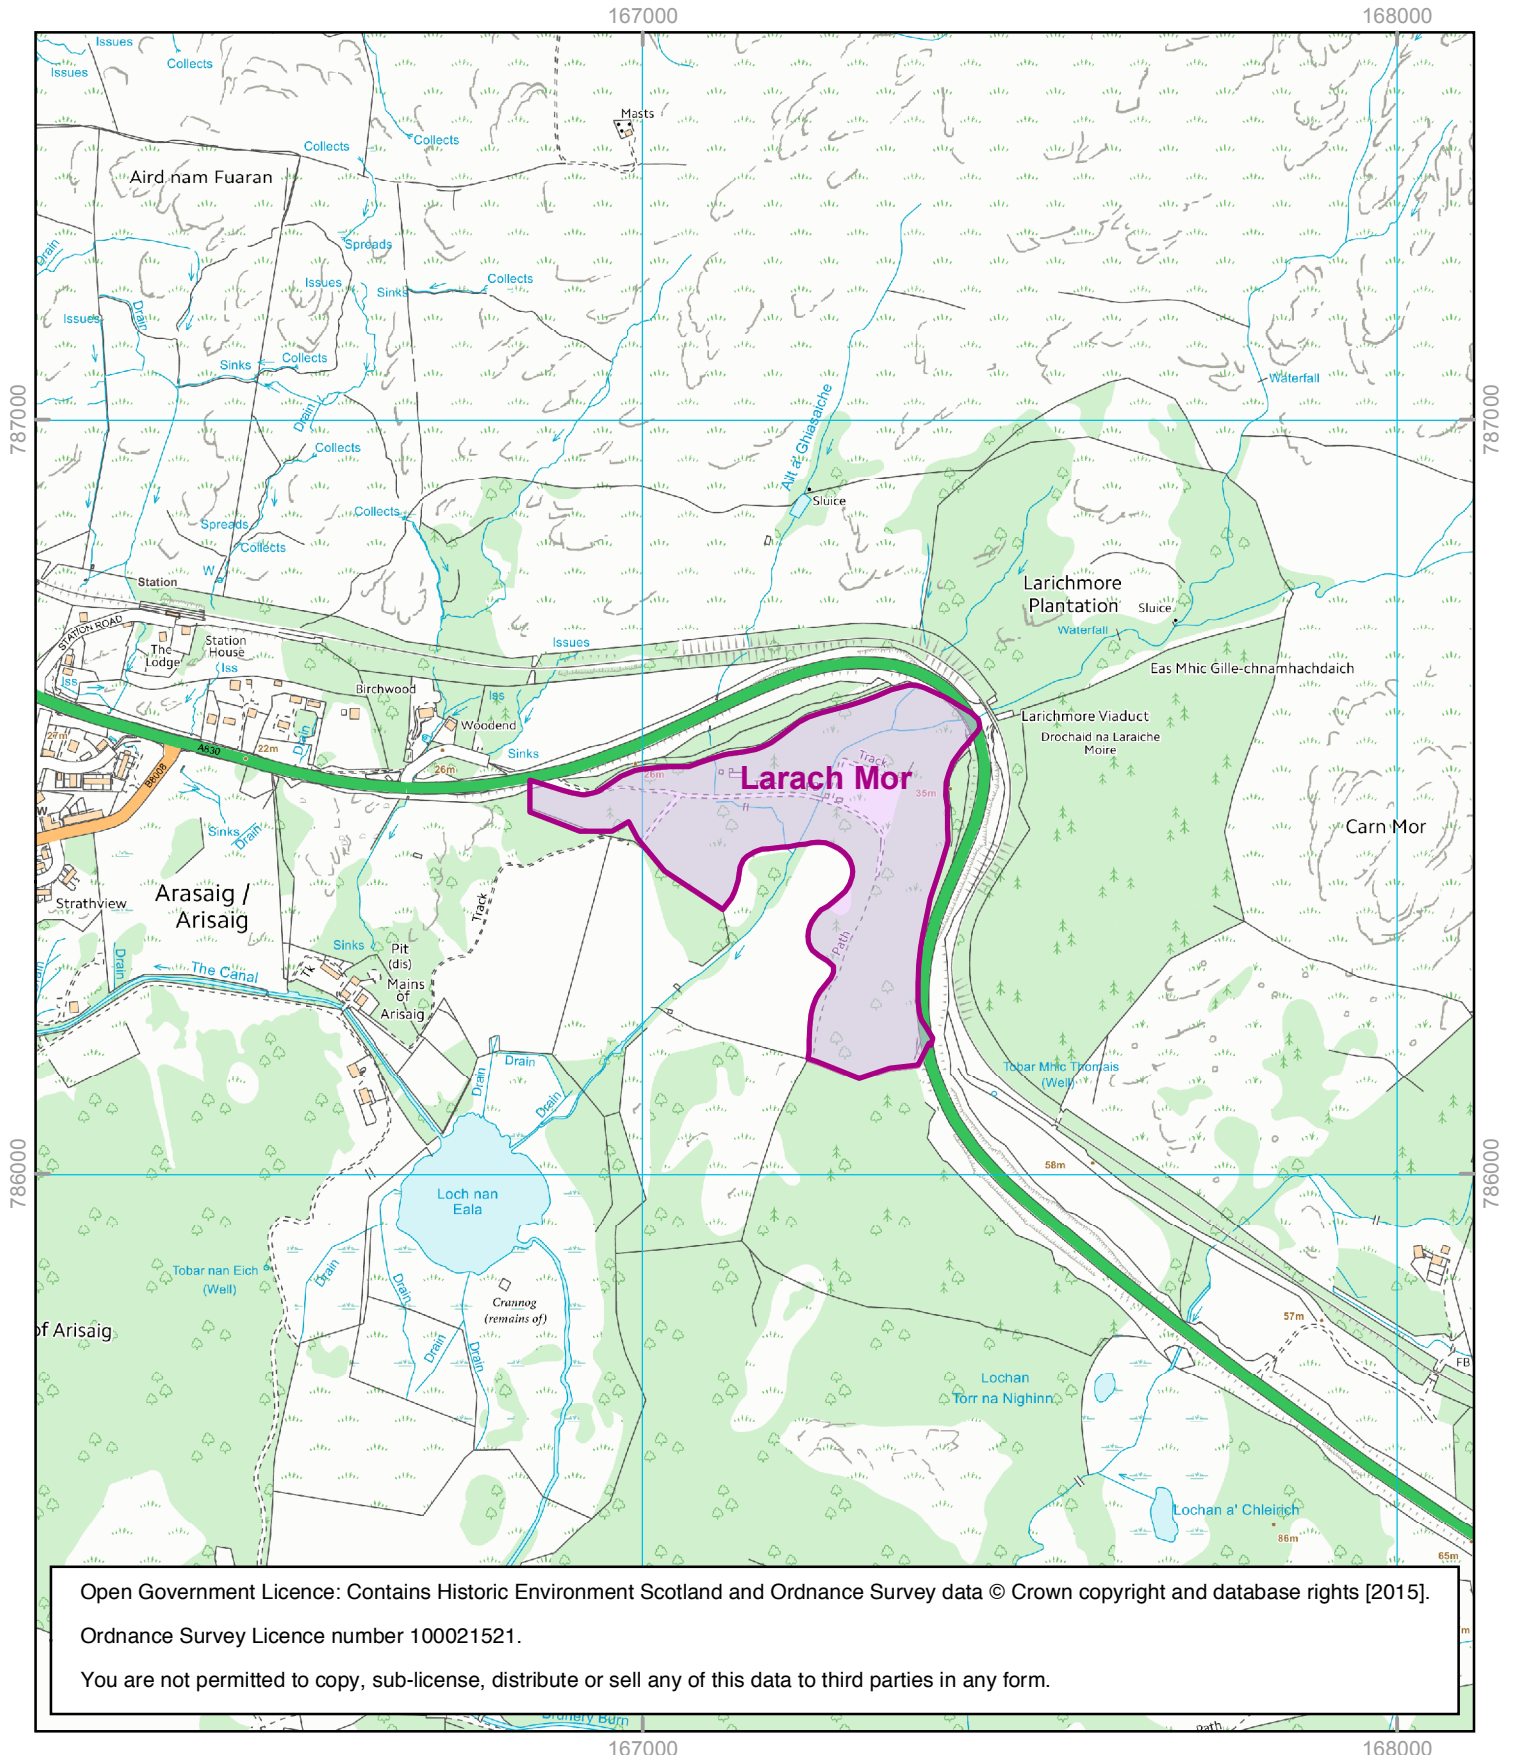 167000
168000
Issues
Issues
Collects
Masts
Collects
Collects
Aird nam Fuaran
Drain
Spreads
Issues
Sinks
Collects
Issues
Drain
Sinks
Collects
Waterfall
787000
787000
Drain
Allt a' Ghiasaiche
Collects
Sluice
Collects
Spreads
Collects
W
Station
Larichmore
Plantation
Sluice
STATION ROAD
Waterfall
The
Lodge
Station
House
Issues
Iss
Iss
Eas Mhic Gille-chnamhachdaich
Birchwood
Iss
Woodend
Larichmore Viaduct
Drochaid na Laraiche
Moire
27m
A830
22m
Drain
Sinks
26m
26m
Track
Larach Mor
35m
B8008
W
Sinks
Drain
Carn Mor
Arasaig /
Arisaig
Strathview
Track
Path
Sinks
Pit
(dis)
Drain
The Canal
Tk
Mains
of
Arisaig
Drain
Drain
Drain
Tobar Mhic Thomais
(Well)
58m
786000
786000
Loch nan
Eala
Tobar nan Eich
(Well)
Drain
Drain
Crannog
(remains of)
57m
of Arisaig
Drain
Drain
FB
Lochan
Torr na Nighinn
Lochan a' Chleirich
86m
65m
Open Government Licence: Contains Historic Environment Scotland and Ordnance Survey data © Crown copyright and database rights [2015].
Ordnance Survey Licence number 100021521.
You are not permitted to copy, sub-license, distribute or sell any of this data to third parties in any form.
Brunery Burn
Path
167000
168000